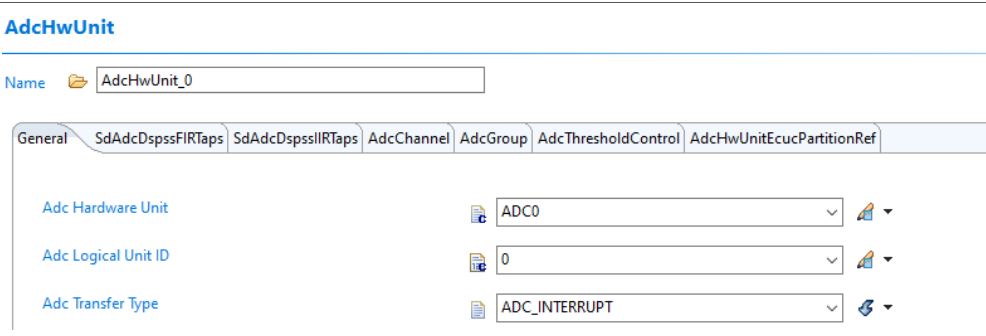 AdcHwUnit
Name AdcHwUnit_0
General SdAdcDspssFIRTaps SdAdcDspssIIRTaps AdcChannel AdcGroup AdcThresholdControl AdcHwUnitEcucPartitionRef
Adc Hardware Unit ADC0
Adc Logical Unit ID 0
Adc Transfer Type ADC_INTERRUPT